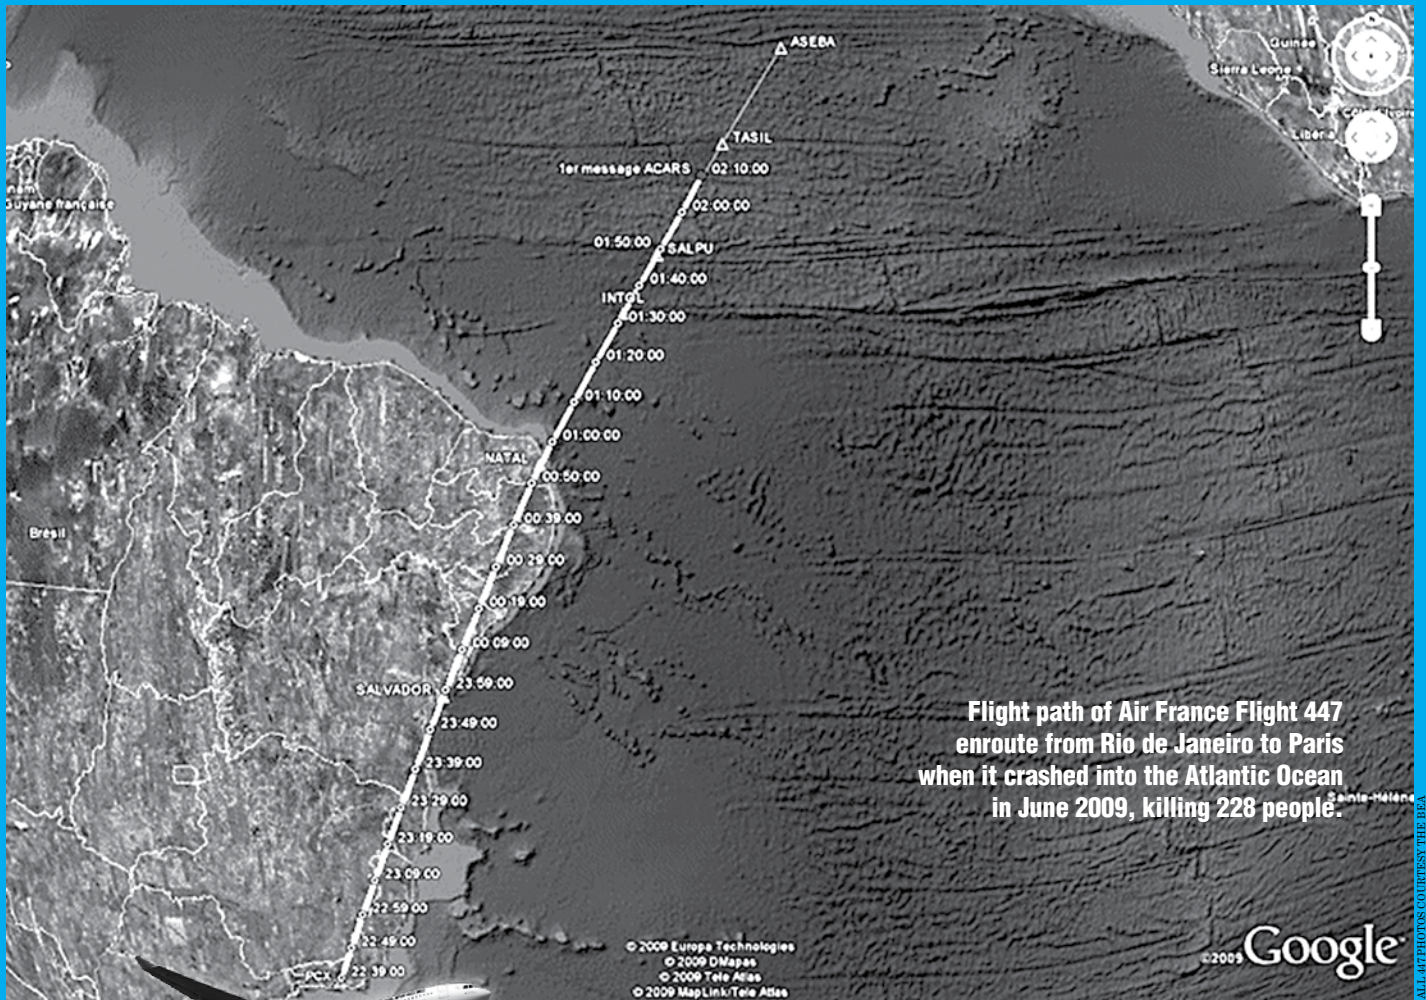 ASEBA
Guinée
Sierra Leone
Côte d'Ivoire
Libéria
TASIL
1er message ACARS 02:10:00
Guyane française
02:00:00
01:50:00 SALPU
01:40:00
INTOL
01:30:00
01:20:00
01:10:00
01:00:00
NATAL
00:50:00
00:39:00
Brésil
00:29:00
00:19:00
00:09:00
SALVADOR 23:59:00
23:49:00
23:39:00
23:29:00
23:19:00
23:09:00
22:59:00
22:49:00
PCX 22:39:00
Flight path of Air France Flight 447
enroute from Rio de Janeiro to Paris
when it crashed into the Atlantic Ocean
in June 2009, killing 228 people.
Sainte-Hélène
© 2009 Europa Technologies
© 2009 DMapas
© 2009 Tele Atlas
© 2009 MapLink/Tele Atlas
©2009 Google
ALL 447 PHOTOS COURTESY THE BEA